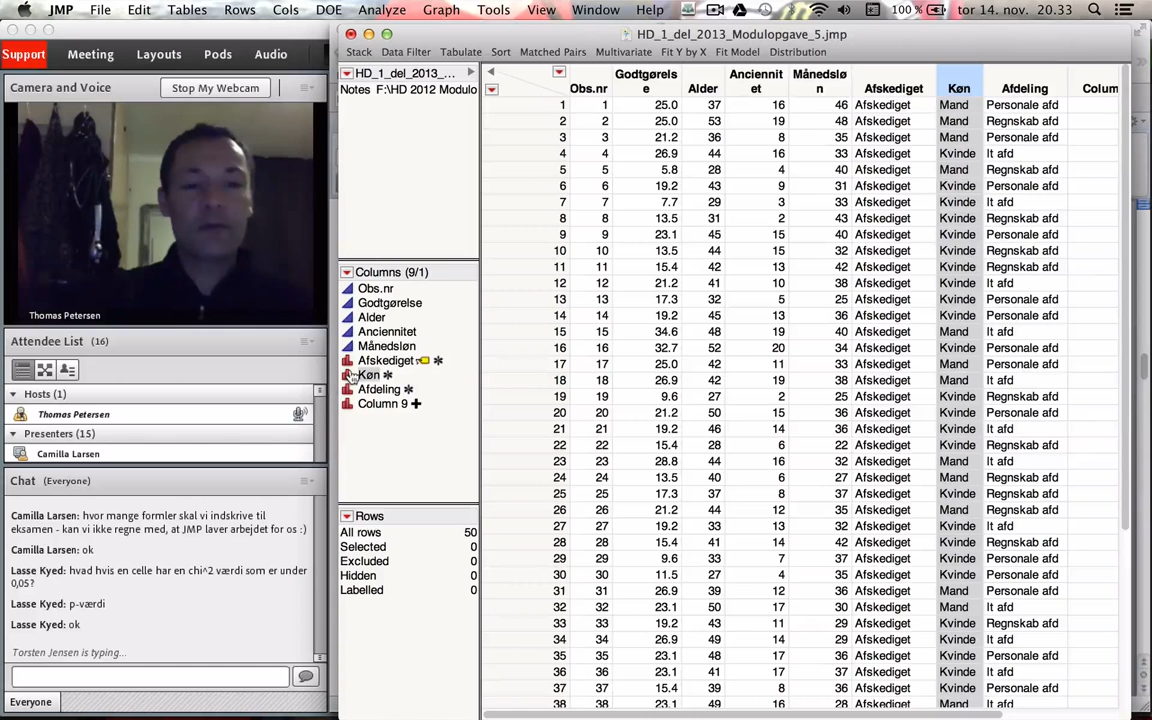 JMP File Edit Tables Rows Cols DOE Analyze Graph Tools View Window Help 100 % tor 14. nov. 20.33
Support Meeting Layouts Pods Audio
Camera and Voice Stop My Webcam
Thomas Petersen
Attendee List (16)
Hosts (1)
Thomas Petersen
Presenters (15)
Camilla Larsen
Chat (Everyone)
Camilla Larsen: hvor mange formler skal vi indskrive til
eksamen - kan vi ikke regne med, at JMP laver arbejdet for os :)
Camilla Larsen: ok
Lasse Kyed: hvad hvis en celle har en chi^2 værdi som er under
0,05?
Lasse Kyed: p-værdi
Lasse Kyed: ok
Torsten Jensen is typing...
Everyone
HD_1_del_2013_Modulopgave_5.jmp
Stack Data Filter Tabulate Sort Matched Pairs Multivariate Fit Y by X Fit Model Distribution
HD_1_del_2013_...
Notes F:\HD 2012 Modulo
Columns (9/1)
Obs.nr
Godtgørelse
Alder
Anciennitet
Månedsløn
Afskediget
Køn
Afdeling
Column 9
Rows
All rows 50
Selected 0
Excluded 0
Hidden 0
Labelled 0
Obs.nr Godtgørels e Alder Anciennit et Månedslø n Afskediget Køn Afdeling Colum
1 1 25.0 37 16 46 Afskediget Mand Personale afd
2 2 25.0 53 19 48 Afskediget Mand Regnskab afd
3 3 21.2 36 8 35 Afskediget Mand Personale afd
4 4 26.9 44 16 33 Afskediget Kvinde It afd
5 5 5.8 28 4 40 Afskediget Mand Regnskab afd
6 6 19.2 43 9 31 Afskediget Kvinde Personale afd
7 7 7.7 29 3 33 Afskediget Kvinde It afd
8 8 13.5 31 2 43 Afskediget Kvinde Regnskab afd
9 9 23.1 45 15 40 Afskediget Kvinde Personale afd
10 10 13.5 44 15 32 Afskediget Kvinde Regnskab afd
11 11 15.4 42 13 42 Afskediget Kvinde Regnskab afd
12 12 21.2 41 10 38 Afskediget Kvinde It afd
13 13 17.3 32 5 25 Afskediget Kvinde Personale afd
14 14 19.2 45 13 36 Afskediget Kvinde Personale afd
15 15 34.6 48 19 40 Afskediget Mand It afd
16 16 32.7 52 20 34 Afskediget Kvinde Personale afd
17 17 25.0 42 11 33 Afskediget Mand Personale afd
18 18 26.9 42 19 38 Afskediget Kvinde It afd
19 19 9.6 27 2 25 Afskediget Kvinde Regnskab afd
20 20 21.2 50 15 36 Afskediget Kvinde Personale afd
21 21 19.2 46 14 36 Afskediget Kvinde It afd
22 22 15.4 28 6 22 Afskediget Kvinde Regnskab afd
23 23 28.8 44 16 32 Afskediget Mand It afd
24 24 13.5 40 6 27 Afskediget Mand Regnskab afd
25 25 17.3 37 8 37 Afskediget Kvinde Regnskab afd
26 26 21.2 44 12 35 Afskediget Mand Regnskab afd
27 27 19.2 33 13 32 Afskediget Kvinde It afd
28 28 15.4 41 14 42 Afskediget Kvinde Regnskab afd
29 29 9.6 33 7 37 Afskediget Kvinde Personale afd
30 30 11.5 27 4 35 Afskediget Kvinde Personale afd
31 31 26.9 39 12 36 Afskediget Mand Personale afd
32 32 23.1 50 17 30 Afskediget Mand It afd
33 33 19.2 43 11 29 Afskediget Kvinde Regnskab afd
34 34 26.9 49 14 29 Afskediget Kvinde It afd
35 35 23.1 48 17 36 Afskediget Kvinde Personale afd
36 36 23.1 41 17 37 Afskediget Kvinde It afd
37 37 15.4 39 8 36 Afskediget Kvinde Personale afd
38 38 23.1 49 16 28 Afskediget Kvinde It afd